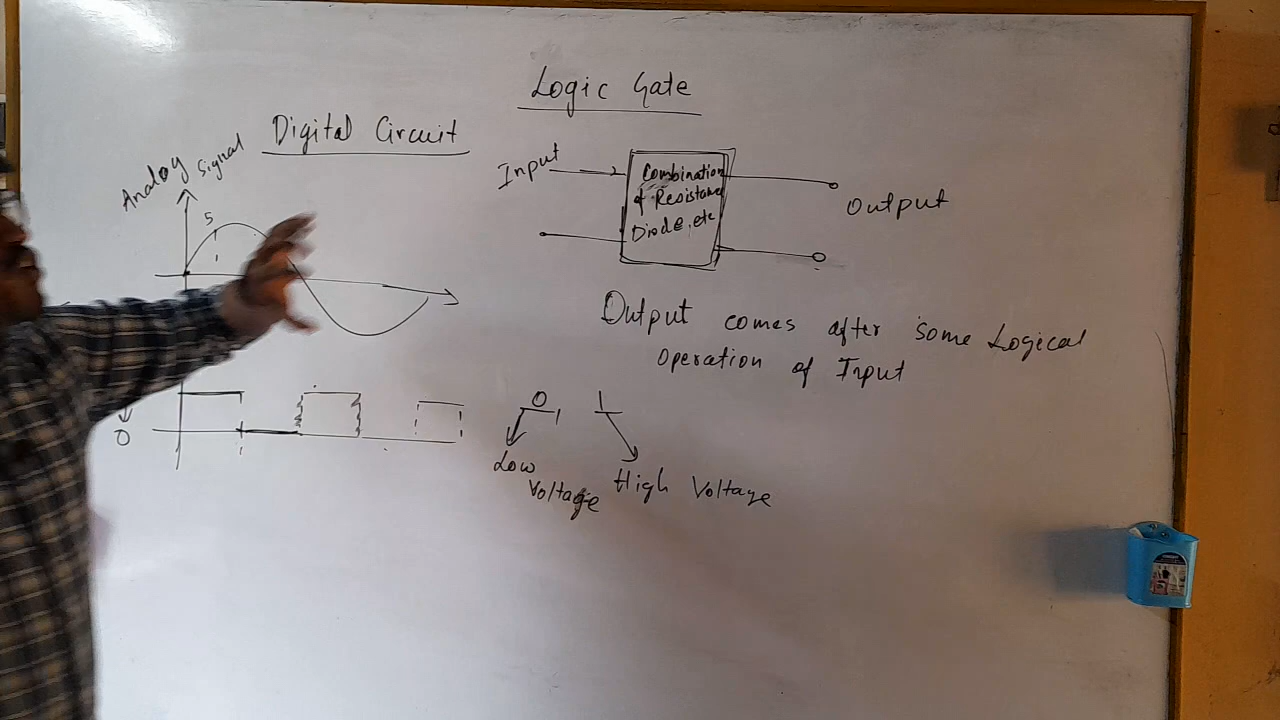 Logic Gate
Digital Circuit
Analog Signal
5
Input
Combination
of Resistance
Diode, etc
Output
Output comes after some Logical
Operation of Input
0
0, 1
Low
Voltage
High Voltage